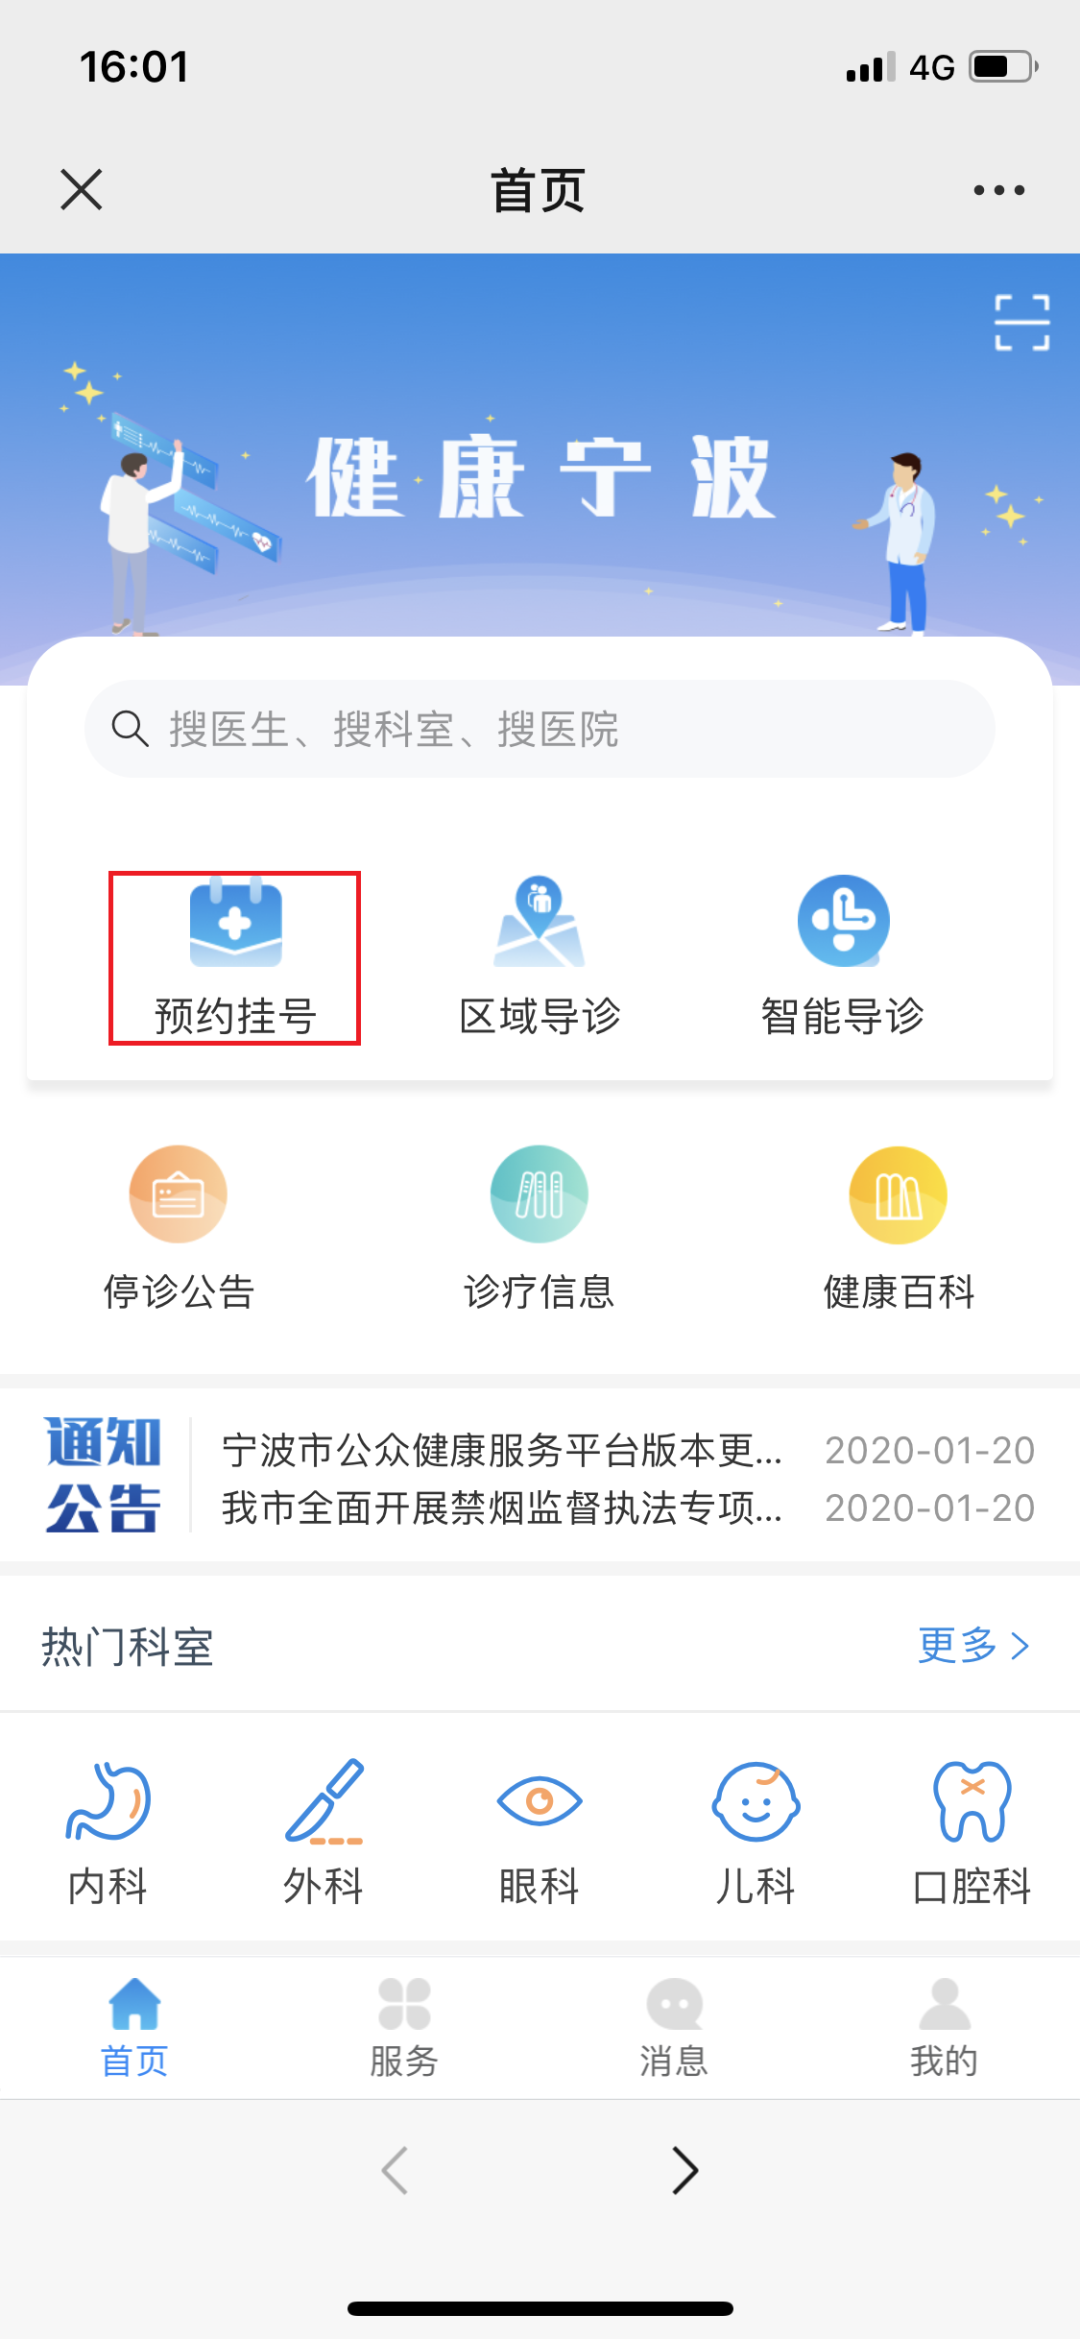 16:01
4G
首页
健康宁波
搜医生、搜科室、搜医院
预约挂号
区域导诊
智能导诊
停诊公告
诊疗信息
健康百科
通知
公告
宁波市公众健康服务平台版本更... 2020-01-20
我市全面开展禁烟监督执法专项... 2020-01-20
热门科室
更多
内科
外科
眼科
儿科
口腔科
首页
服务
消息
我的